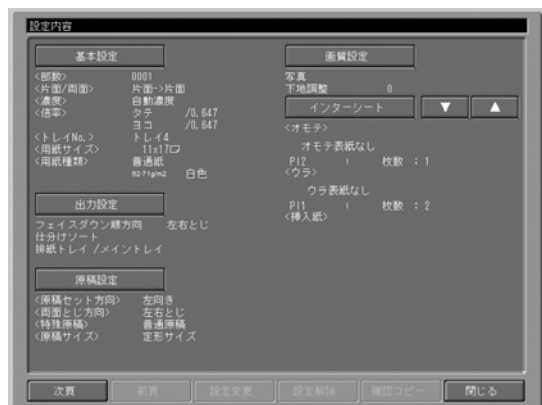 設定内容
基本設定
<部数> 0001
<片面/両面> 片面->片面
<濃度> 自動濃度
<倍率> タテ /0.647
ヨコ /0.647
<トレイNo.> トレイ4
<用紙サイズ> 11x17
<用紙種類> 普通紙
62-71g/m2 白色
出力設定
フェイスダウン順方向 左右とじ
仕分けソート
排紙トレイ /メイントレイ
原稿設定
<原稿セット方向> 左向き
<両面とじ方向> 左右とじ
<特殊原稿> 普通原稿
<原稿サイズ> 定形サイズ
画質設定
写真
下地調整 0
インターシート ▼ ▲
<オモテ>
オモテ表紙なし
PI2 枚数 : 1
<ウラ>
ウラ表紙なし
PI1 枚数 : 2
<挿入紙>
次頁 前頁 設定変更 設定解除 確認コピー 閉じる